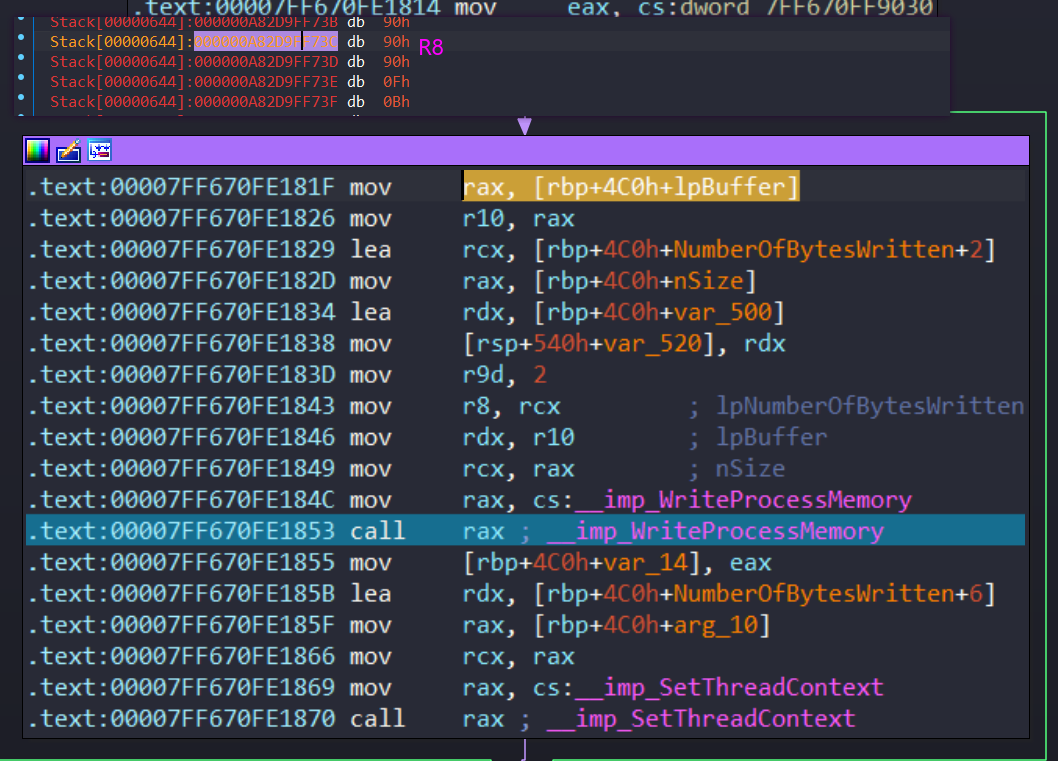 .text:00007FF670FE1814 mov eax, cs:dword_7FF670FF9030
Stack[00000644]:000000A82D9FF73B db 90h
Stack[00000644]:000000A82D9FF73C db 90h R8
Stack[00000644]:000000A82D9FF73D db 90h
Stack[00000644]:000000A82D9FF73E db 0Fh
Stack[00000644]:000000A82D9FF73F db 0Bh
.text:00007FF670FE181F mov rax, [rbp+4C0h+lpBuffer]
.text:00007FF670FE1826 mov r10, rax
.text:00007FF670FE1829 lea rcx, [rbp+4C0h+NumberOfBytesWritten+2]
.text:00007FF670FE182D mov rax, [rbp+4C0h+nSize]
.text:00007FF670FE1834 lea rdx, [rbp+4C0h+var_500]
.text:00007FF670FE1838 mov [rsp+540h+var_520], rdx
.text:00007FF670FE183D mov r9d, 2
.text:00007FF670FE1843 mov r8, rcx ; lpNumberOfBytesWritten
.text:00007FF670FE1846 mov rdx, r10 ; lpBuffer
.text:00007FF670FE1849 mov rcx, rax ; nSize
.text:00007FF670FE184C mov rax, cs:__imp_WriteProcessMemory
.text:00007FF670FE1853 call rax ; __imp_WriteProcessMemory
.text:00007FF670FE1855 mov [rbp+4C0h+var_14], eax
.text:00007FF670FE185B lea rdx, [rbp+4C0h+NumberOfBytesWritten+6]
.text:00007FF670FE185F mov rax, [rbp+4C0h+arg_10]
.text:00007FF670FE1866 mov rcx, rax
.text:00007FF670FE1869 mov rax, cs:__imp_SetThreadContext
.text:00007FF670FE1870 call rax ; __imp_SetThreadContext